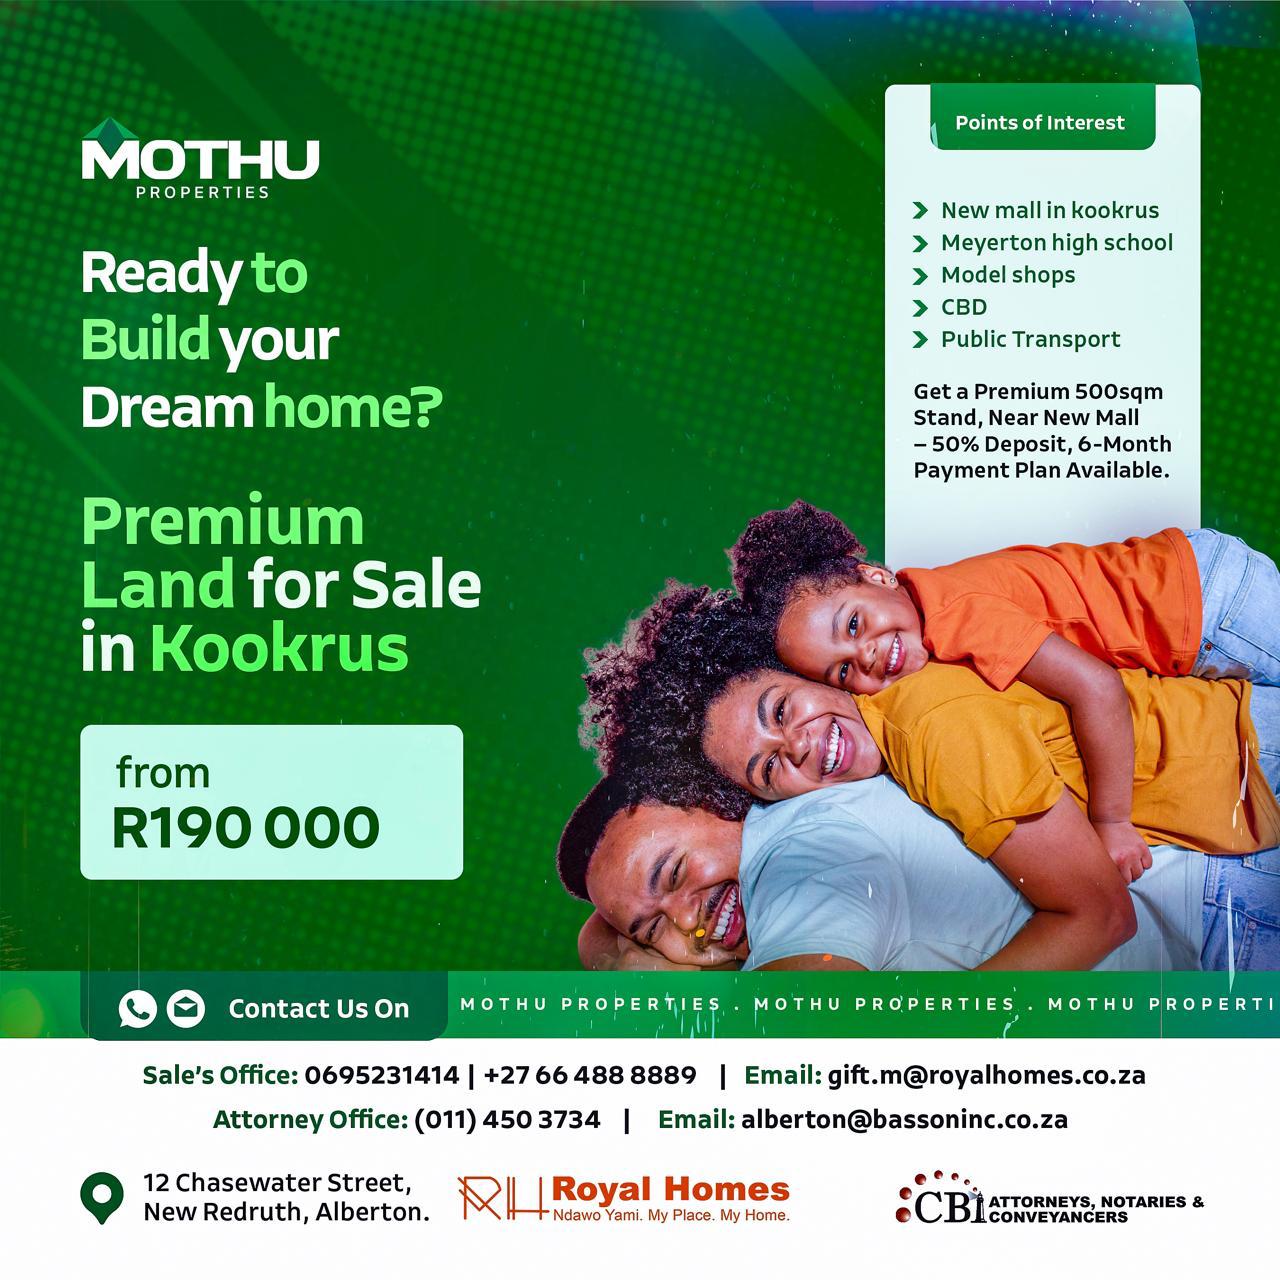 MOTHU
PROPERTIES
Ready to
Build your
Dream home?
Premium
Land for Sale
in Kookrus
from
R190 000
Points of Interest
New mall in kookrus
Meyerton high school
Model shops
CBD
Public Transport
Get a Premium 500sqm
Stand, Near New Mall
– 50% Deposit, 6-Month
Payment Plan Available.
Contact Us On
MOTHU PROPERTIES . MOTHU PROPERTIES . MOTHU PROPERTI
Sale's Office: 0695231414 | +27 66 488 8889 | Email: gift.m@royalhomes.co.za
Attorney Office: (011) 450 3734 | Email: alberton@bassoninc.co.za
12 Chasewater Street,
New Redruth, Alberton.
RH Royal Homes
Ndawo Yami. My Place. My Home.
CBI ATTORNEYS, NOTARIES &
CONVEYANCERS